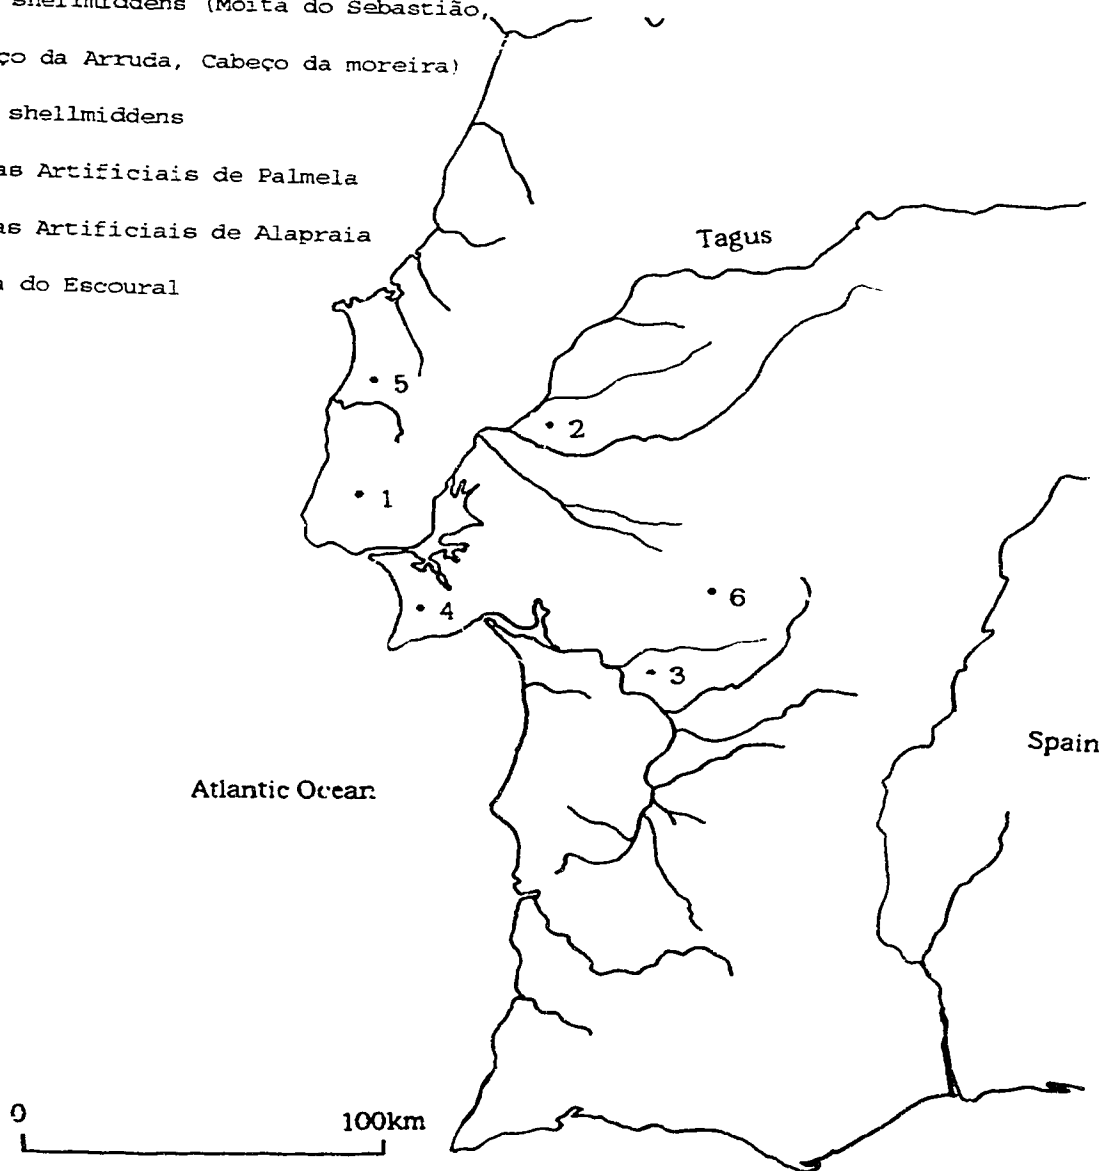 shellmiddens (Moita do Sebastião,
ço da Arruda, Cabeço da moreira)
shellmiddens
as Artificiais de Palmela
as Artificiais de Alapraia
a do Escoural
Tagus
5
2
1
6
4
3
Spain
Atlantic Ocean
0 100km